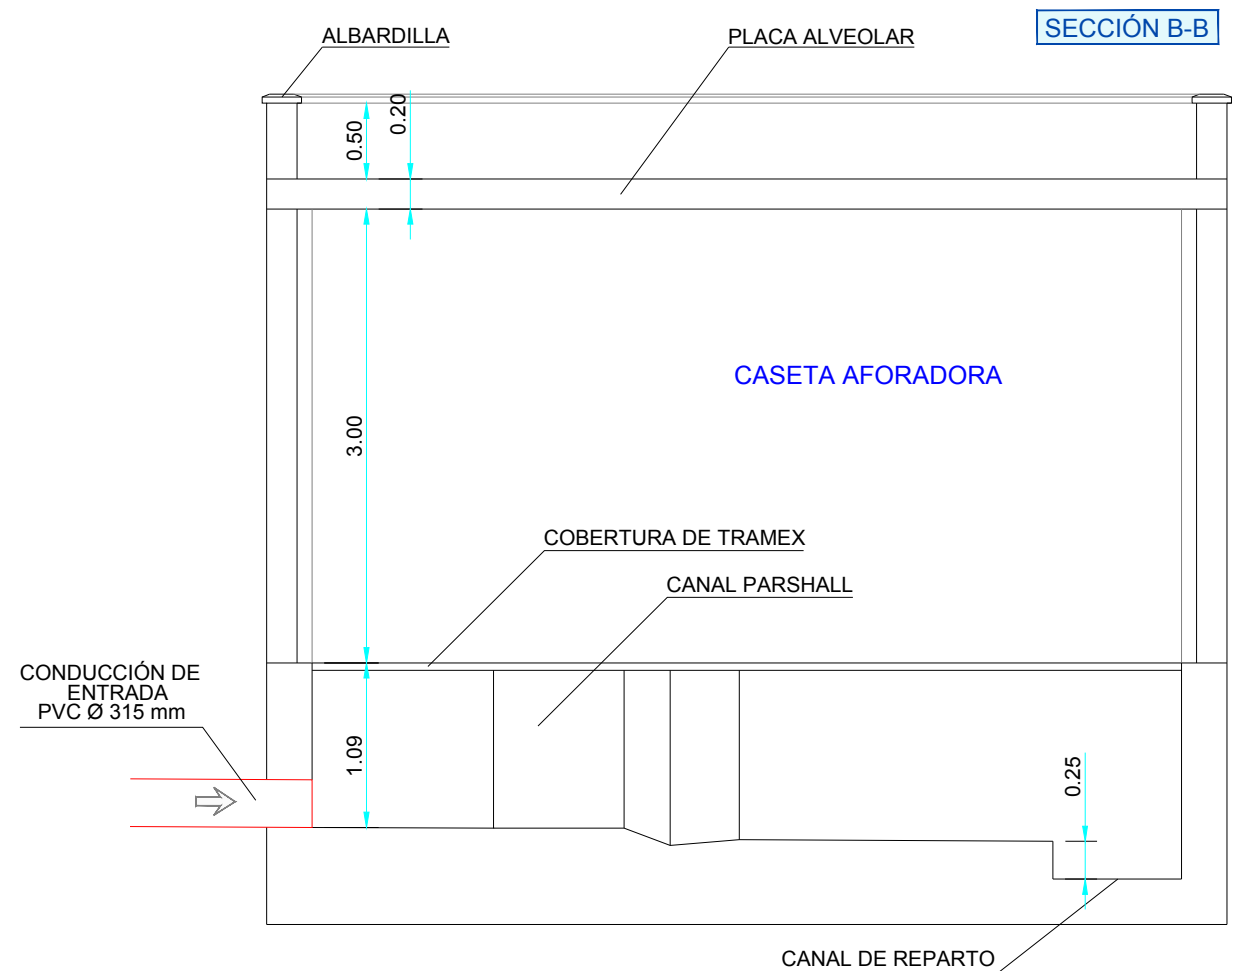 SECCIÓN B-B
ALBARDILLA
PLACA ALVEOLAR
0.50
0.20
CASETA AFORADORA
3.00
COBERTURA DE TRAMEX
CANAL PARSHALL
CONDUCCIÓN DE
ENTRADA
PVC Ø 315 mm
1.09
0.25
CANAL DE REPARTO